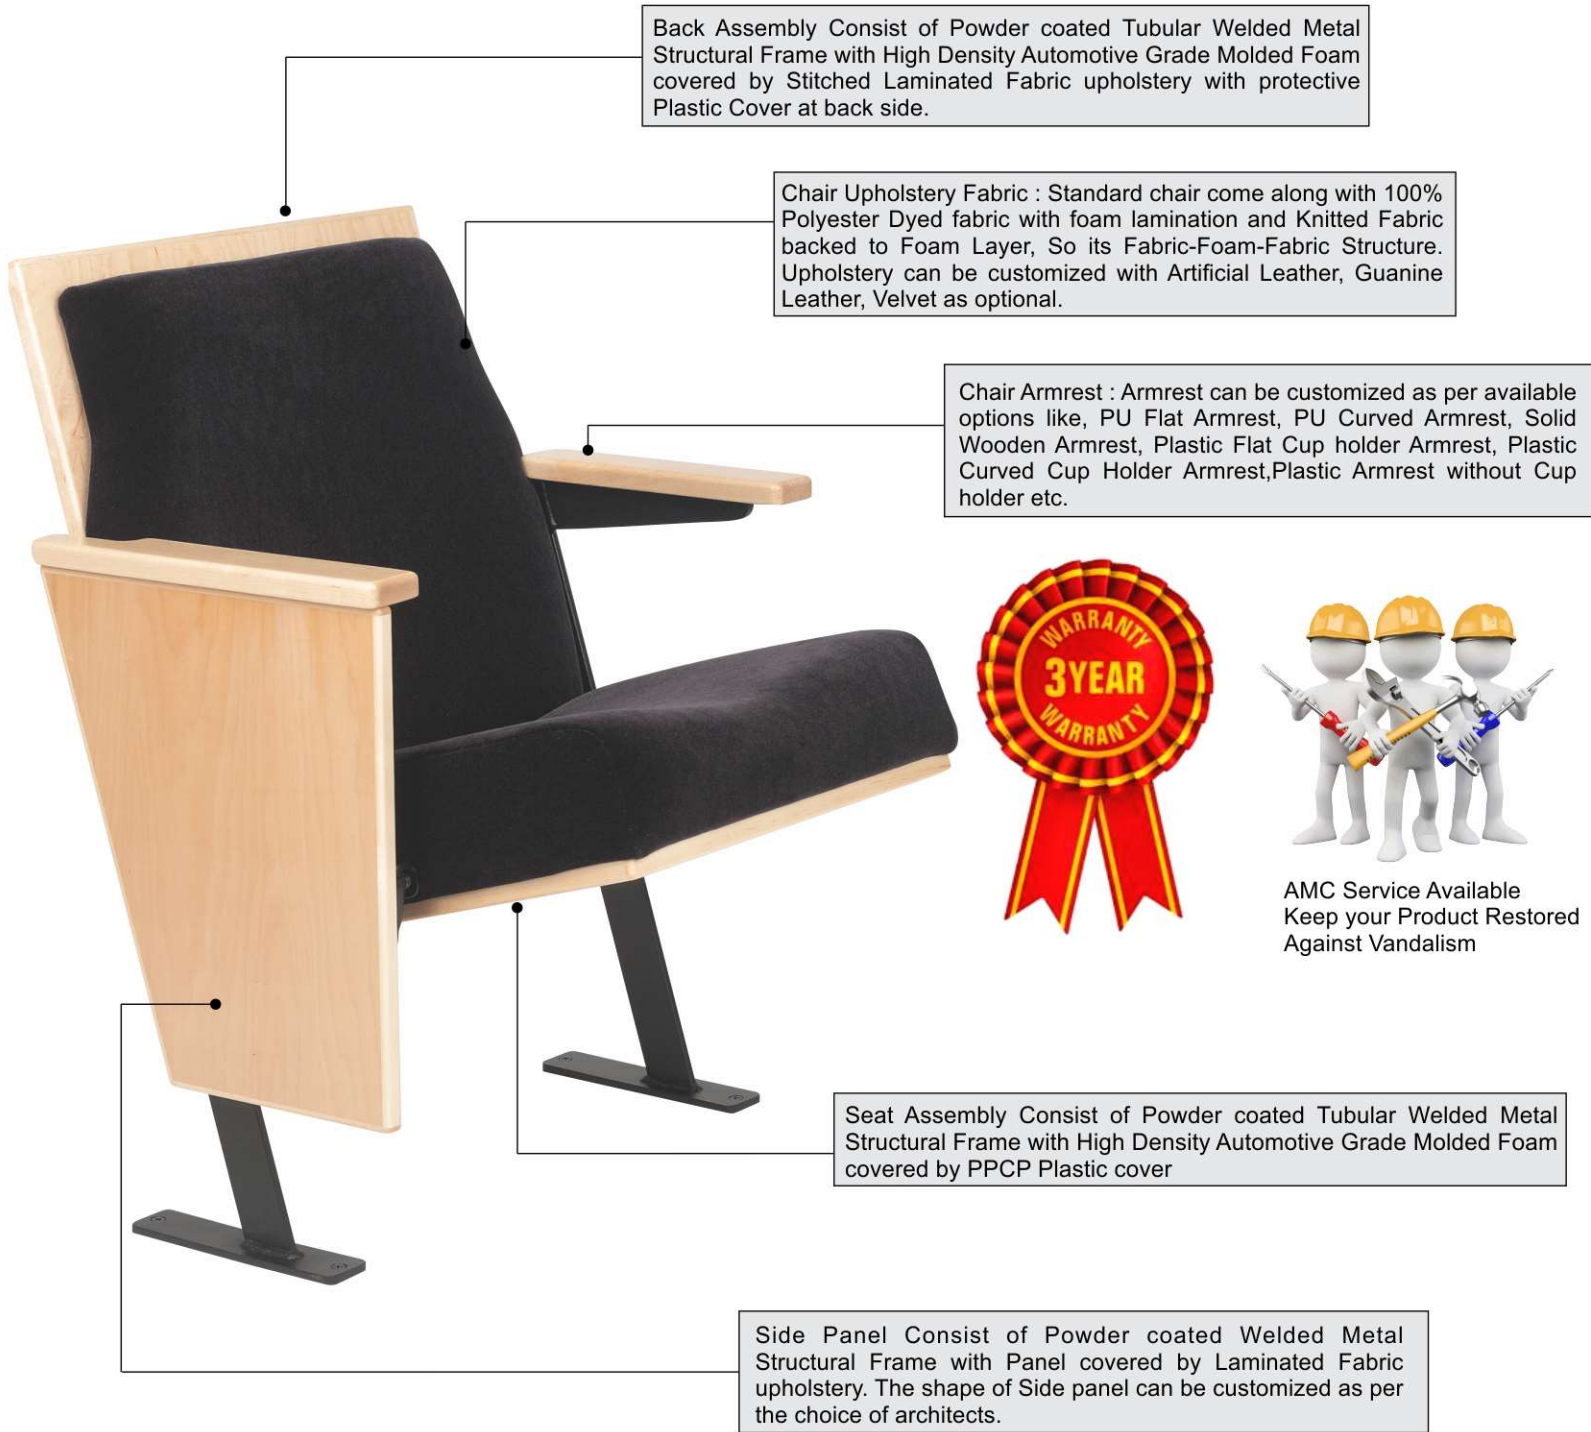 Back Assembly Consist of Powder coated Tubular Welded Metal
Structural Frame with High Density Automotive Grade Molded Foam
covered by Stitched Laminated Fabric upholstery with protective
Plastic Cover at back side.
Chair Upholstery Fabric : Standard chair come along with 100%
Polyester Dyed fabric with foam lamination and Knitted Fabric
backed to Foam Layer, So its Fabric-Foam-Fabric Structure.
Upholstery can be customized with Artificial Leather, Guanine
Leather, Velvet as optional.
Chair Armrest : Armrest can be customized as per available
options like, PU Flat Armrest, PU Curved Armrest, Solid
Wooden Armrest, Plastic Flat Cup holder Armrest, Plastic
Curved Cup Holder Armrest,Plastic Armrest without Cup
holder etc.
WARRANTY
3 YEAR
WARRANTY
AMC Service Available
Keep your Product Restored
Against Vandalism
Seat Assembly Consist of Powder coated Tubular Welded Metal
Structural Frame with High Density Automotive Grade Molded Foam
covered by PPCP Plastic cover
Side Panel Consist of Powder coated Welded Metal
Structural Frame with Panel covered by Laminated Fabric
upholstery. The shape of Side panel can be customized as per
the choice of architects.